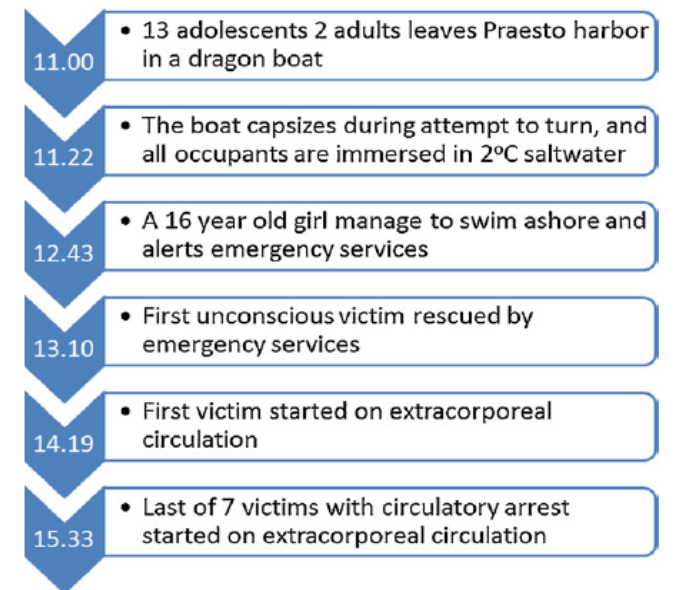 11.00
• 13 adolescents 2 adults leaves Praesto harbor
in a dragon boat
11.22
• The boat capsizes during attempt to turn, and
all occupants are immersed in 2°C saltwater
12.43
• A 16 year old girl manage to swim ashore and
alerts emergency services
13.10
• First unconscious victim rescued by
emergency services
14.19
• First victim started on extracorporeal
circulation
15.33
• Last of 7 victims with circulatory arrest
started on extracorporeal circulation